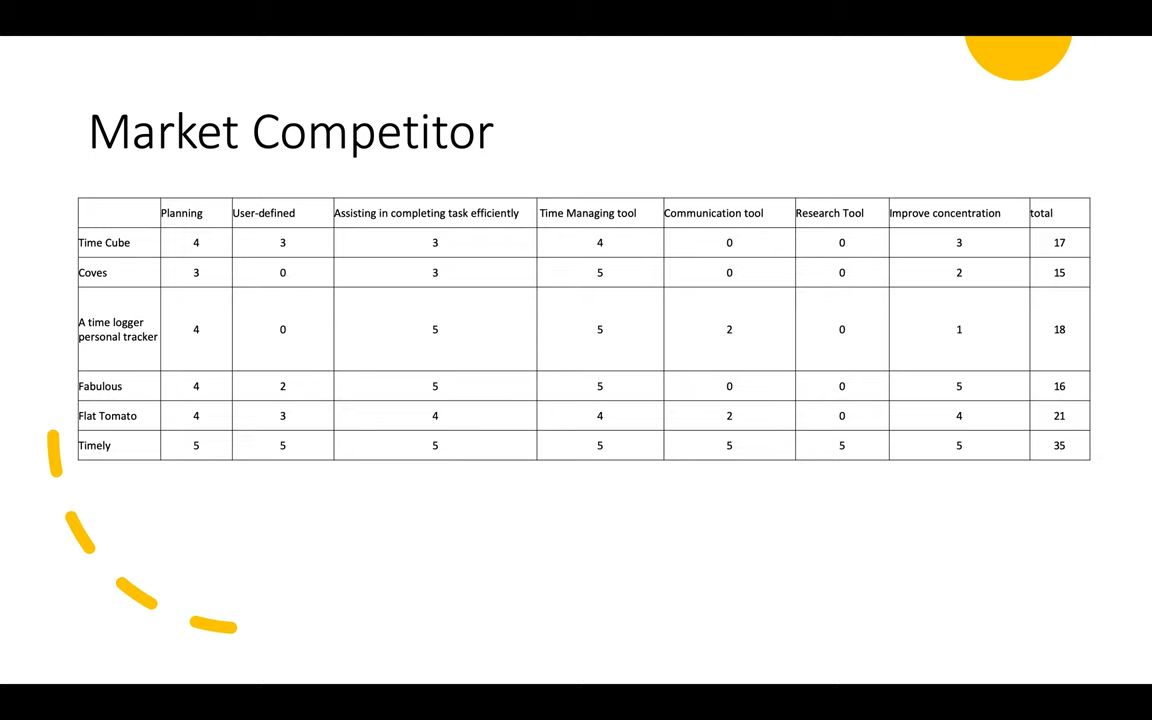 Market Competitor
Planning User-defined Assisting in completing task efficiently Time Managing tool Communication tool Research Tool Improve concentration total
Time Cube 4 3 3 4 0 0 3 17
Coves 3 0 3 5 0 0 2 15
A time logger
personal tracker 4 0 5 5 2 0 1 18
Fabulous 4 2 5 5 0 0 5 16
Flat Tomato 4 3 4 4 2 0 4 21
Timely 5 5 5 5 5 5 5 35